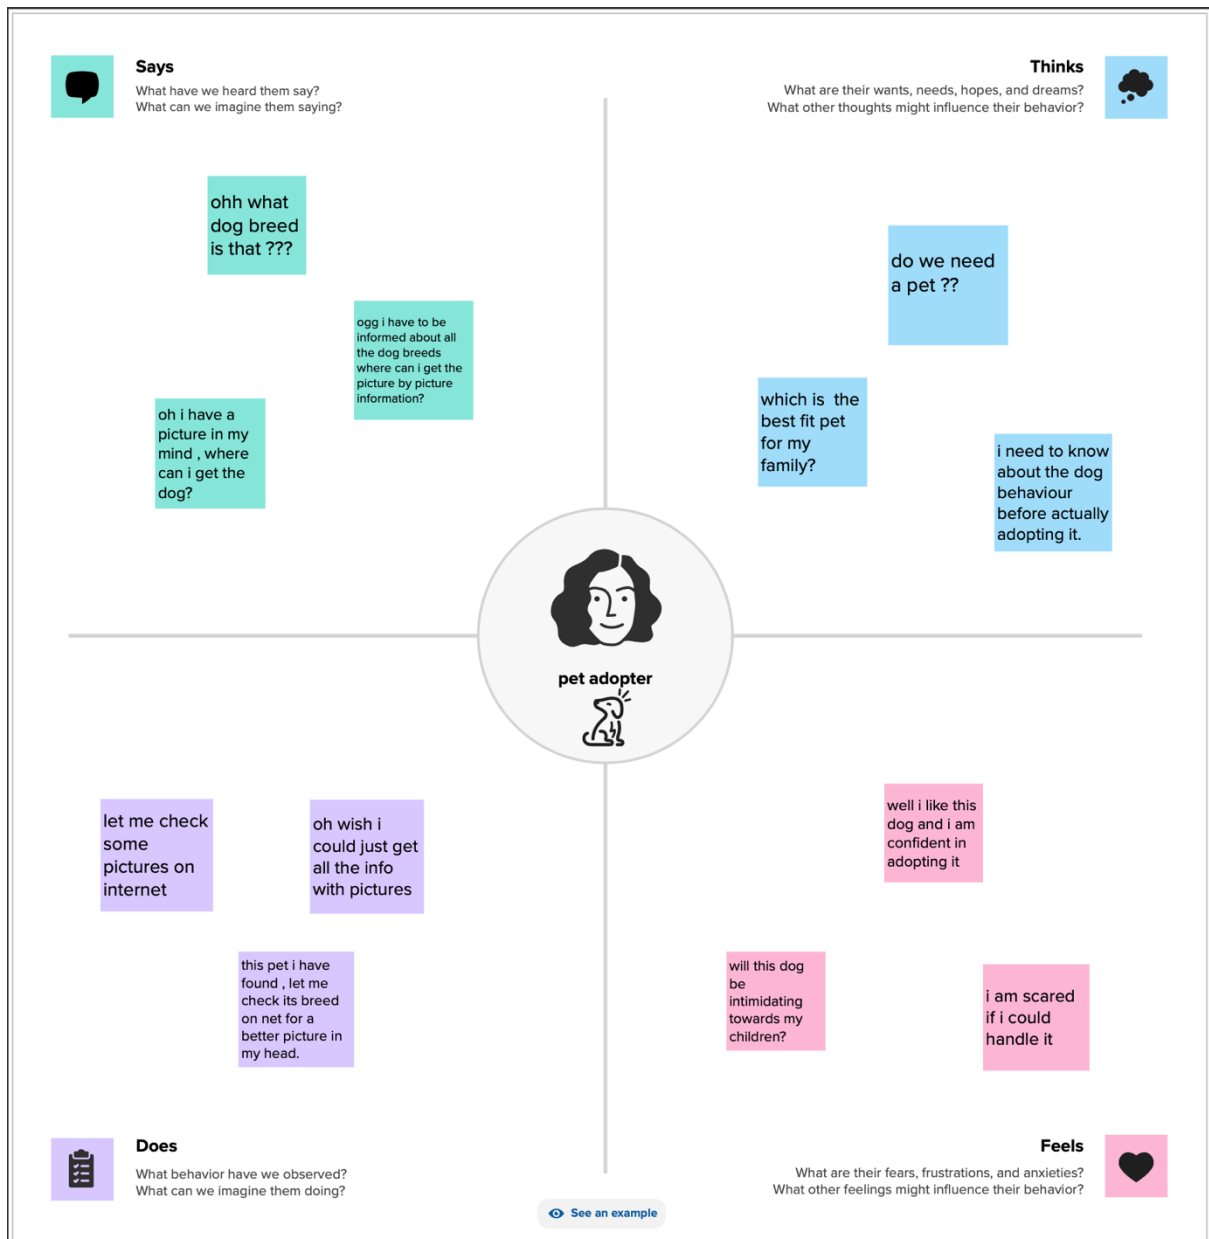 Says
What have we heard them say?
What can we imagine them saying?
Thinks
What are their wants, needs, hopes, and dreams?
What other thoughts might influence their behavior?
ohh what
dog breed
is that ???
ogg i have to be
informed about all
the dog breeds
where can i get the
picture by picture
information?
oh i have a
picture in my
mind , where
can i get the
dog?
do we need
a pet ??
which is  the
best fit pet
for my
family?
i need to know
about the dog
behaviour
before actually
adopting it.
pet adopter
let me check
some
pictures on
internet
oh wish i
could just get
all the info
with pictures
this pet i have
found , let me
check its breed
on net for a
better picture in
my head.
well i like this
dog and i am
confident in
adopting it
will this dog
be
intimidating
towards my
children?
i am scared
if i could
handle it
Does
What behavior have we observed?
What can we imagine them doing?
Feels
What are their fears, frustrations, and anxieties?
What other feelings might influence their behavior?
See an example